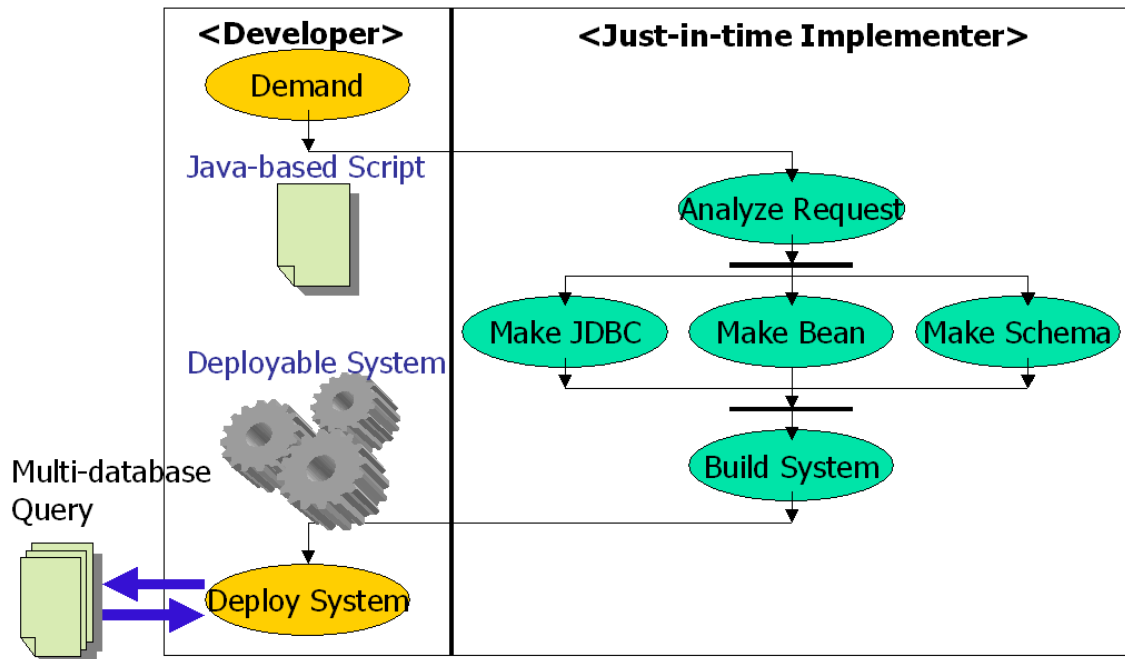 <Developer>
<Just-in-time Implementer>
Demand
Java-based Script
Analyze Request
Make JDBC
Make Bean
Make Schema
Deployable System
Build System
Multi-database
Query
Deploy System